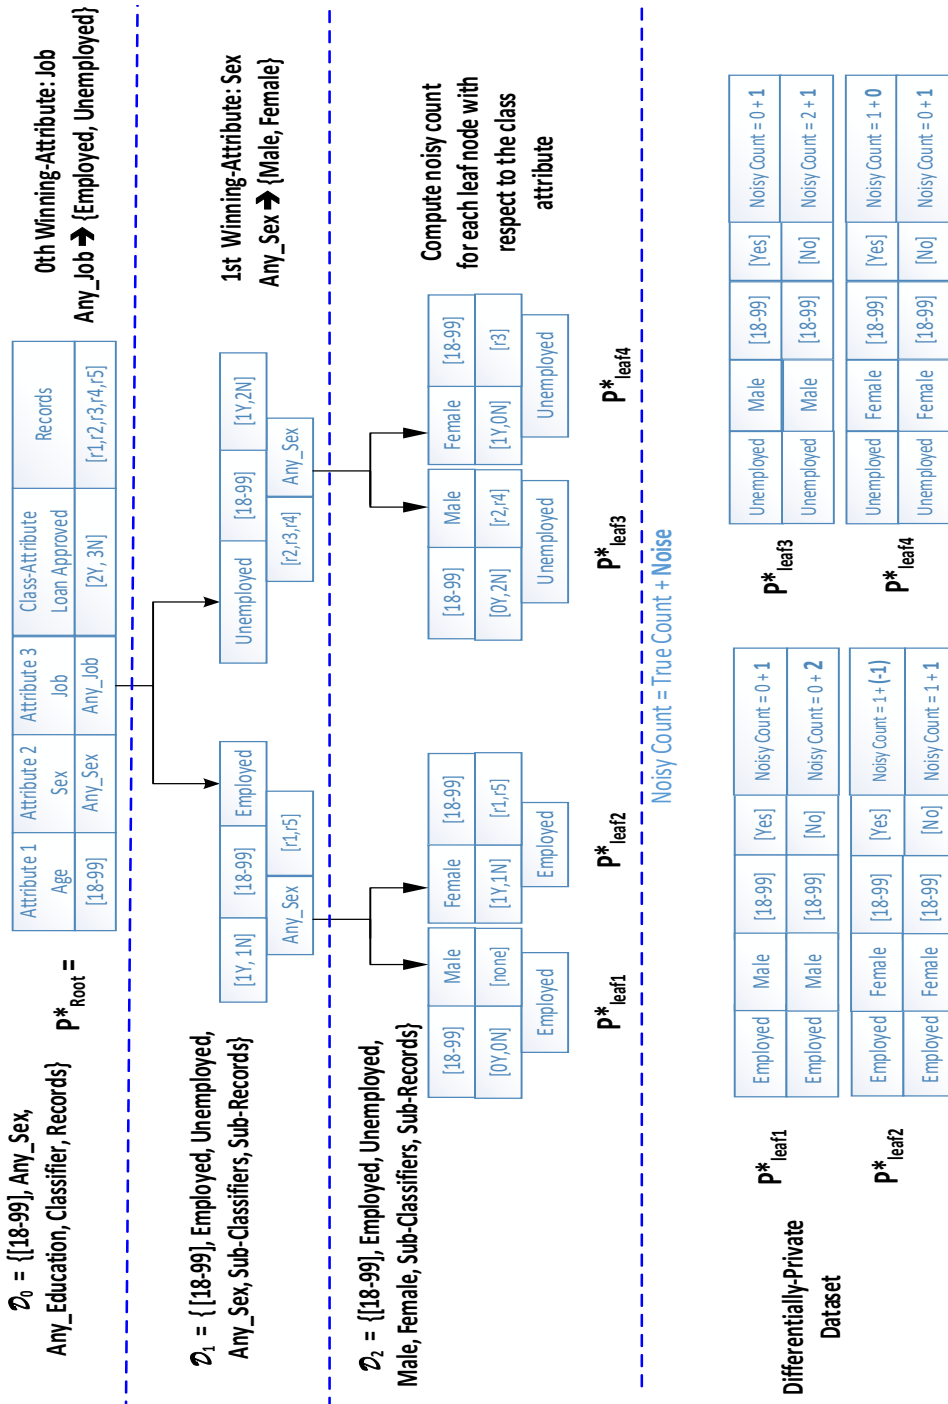 𝒟₀ = {[18-99], Any_Sex,
Any_Education, Classifier, Records}
P*Root =
Attribute 1
Age
Attribute 2
Sex
Attribute 3
Job
Class-Attribute
Loan Approved
Records
[18-99]
Any_Sex
Any_Job
[2Y, 3N]
[r1,r2,r3,r4,r5]
0th Winning-Attribute: Job
Any_Job ➔ {Employed, Unemployed}
𝒟₁ = { [18-99], Employed, Unemployed,
Any_Sex, Sub-Classifiers, Sub-Records}
[1Y, 1N]
[18-99]
Employed
Any_Sex
[r1,r5]
Unemployed
[18-99]
[1Y,2N]
[r2,r3,r4]
Any_Sex
1st Winning-Attribute: Sex
Any_Sex ➔ {Male, Female}
𝒟₂ = {[18-99], Employed, Unemployed,
Male, Female, Sub-Classifiers, Sub-Records}
[18-99]
Male
[0Y,0N]
[none]
Employed
P*leaf1
Female
[18-99]
[1Y,1N]
[r1,r5]
Employed
P*leaf2
[18-99]
Male
[0Y,2N]
[r2,r4]
Unemployed
P*leaf3
Female
[18-99]
[1Y,0N]
[r3]
Unemployed
P*leaf4
Compute noisy count
for each leaf node with
respect to the class
attribute
Noisy Count = True Count + Noise
Differentially-Private
Dataset
P*leaf1
Employed Male [18-99] [Yes] Noisy Count = 0 + 1
Employed Male [18-99] [No] Noisy Count = 0 + 2
P*leaf2
Employed Female [18-99] [Yes] Noisy Count = 1 + (-1)
Employed Female [18-99] [No] Noisy Count = 1 + 1
P*leaf3
Unemployed Male [18-99] [Yes] Noisy Count = 0 + 1
Unemployed Male [18-99] [No] Noisy Count = 2 + 1
P*leaf4
Unemployed Female [18-99] [Yes] Noisy Count = 1 + 0
Unemployed Female [18-99] [No] Noisy Count = 0 + 1